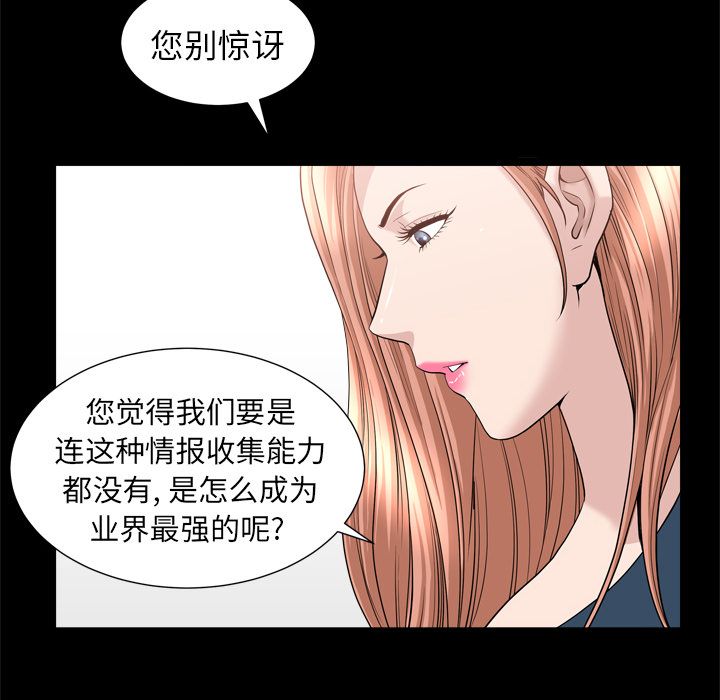 您别惊讶
您觉得我们要是
连这种情报收集能力
都没有, 是怎么成为
业界最强的呢?